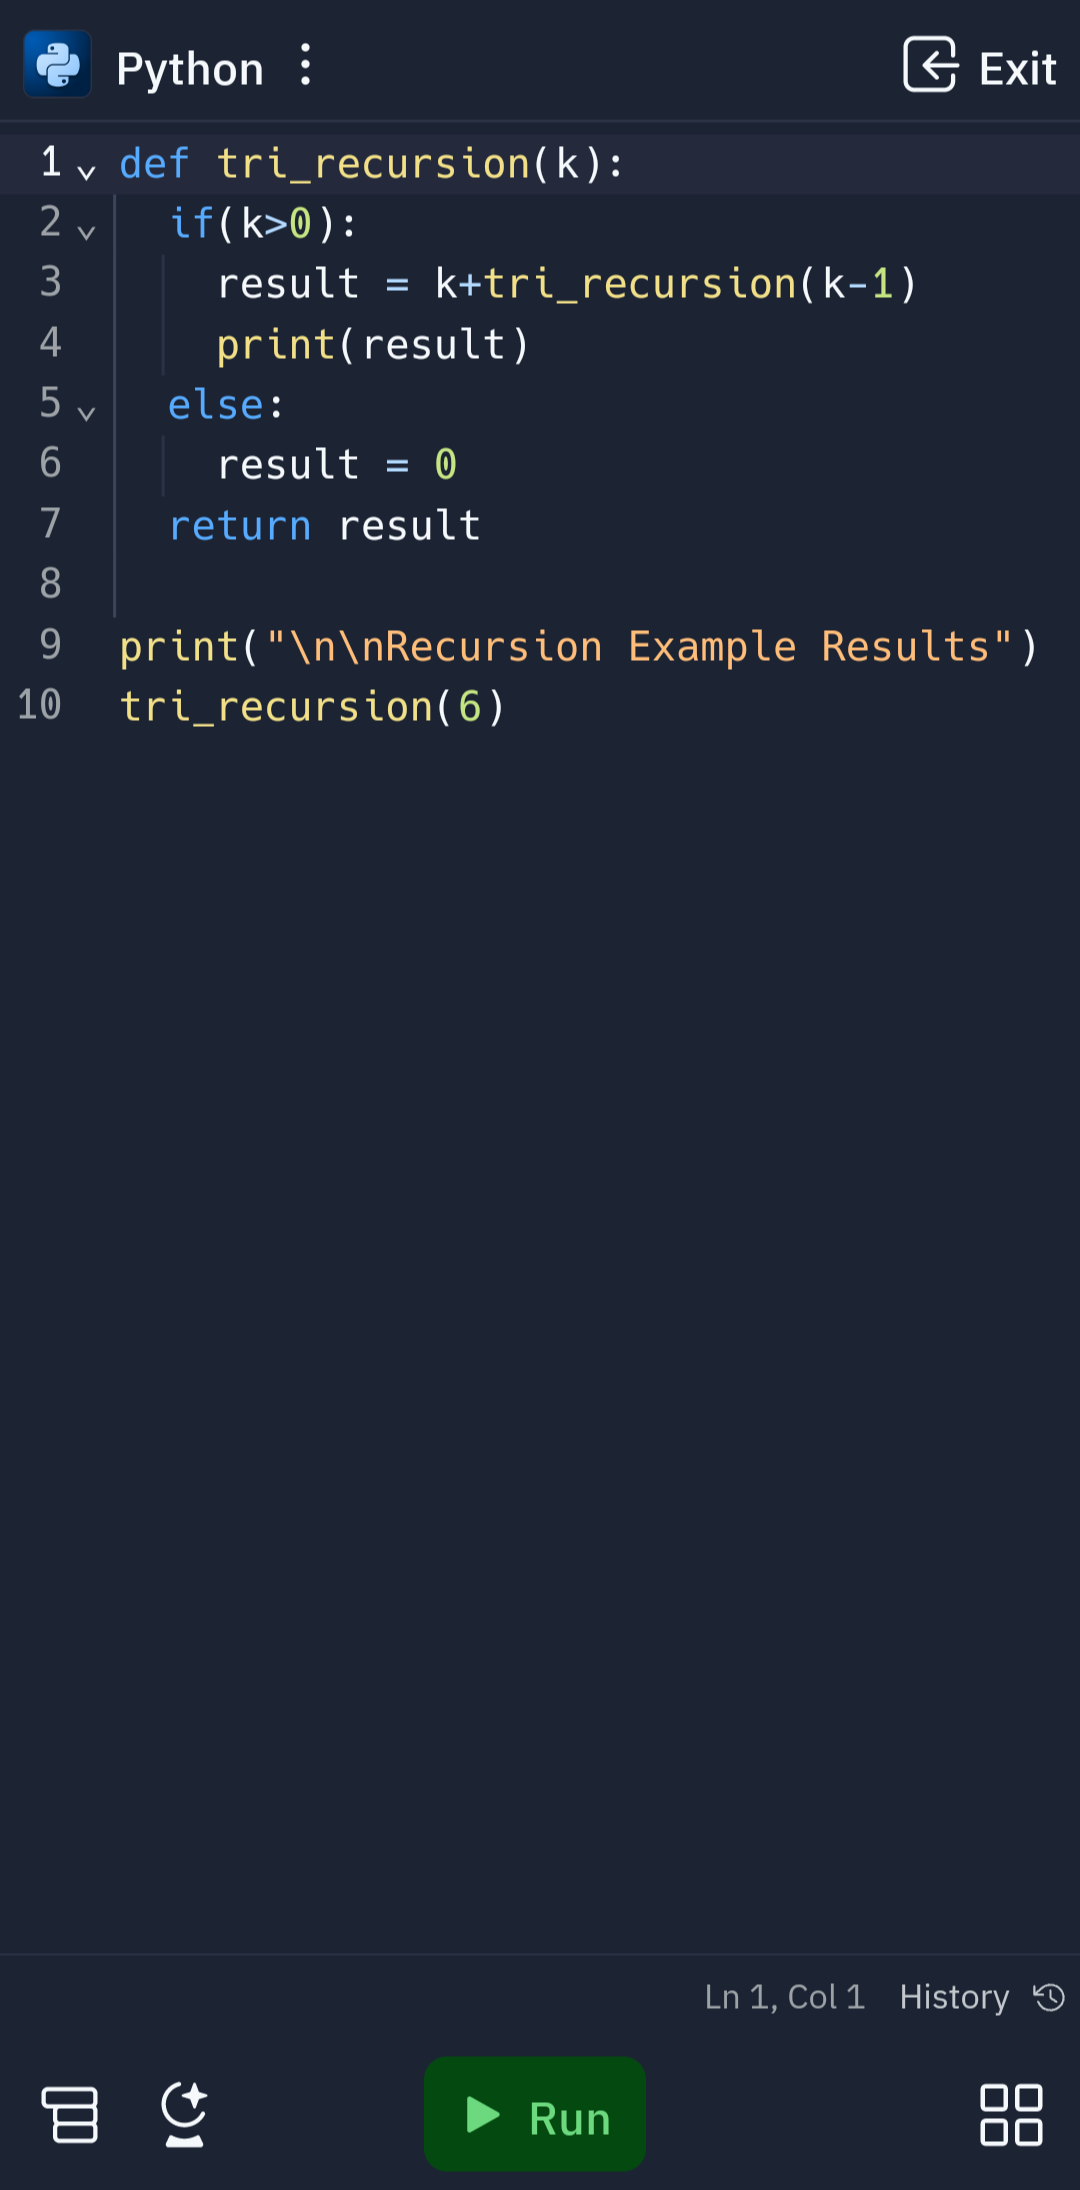 Python
Exit
1 def tri_recursion(k):
2   if(k>0):
3     result = k+tri_recursion(k-1)
4     print(result)
5   else:
6     result = 0
7   return result
8
9 print("\n\nRecursion Example Results")
10 tri_recursion(6)
Ln 1, Col 1 History
Run